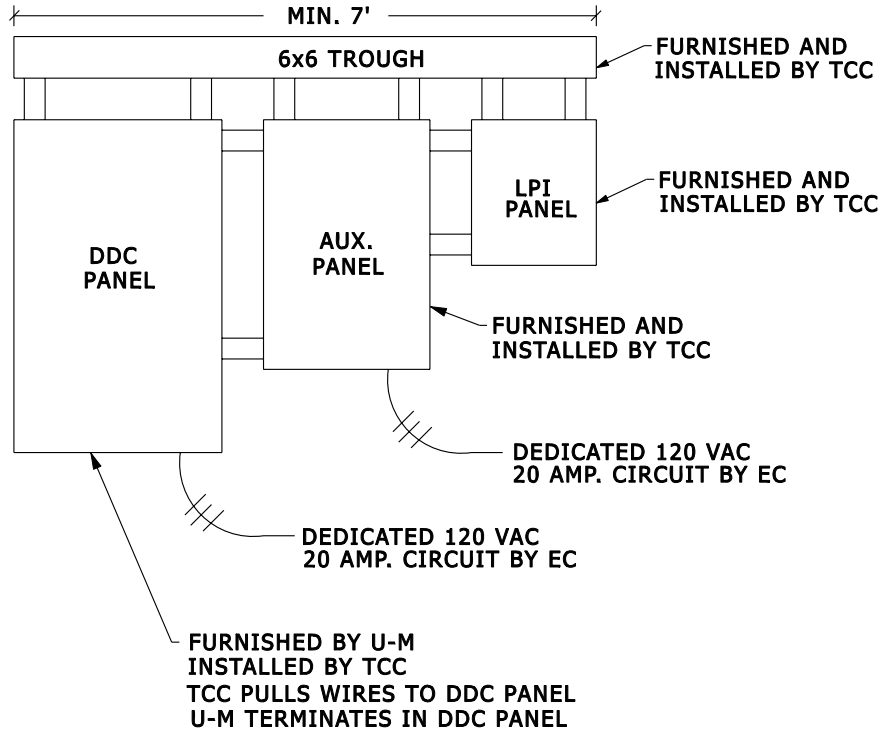 MIN. 7'
6x6 TROUGH
FURNISHED AND
INSTALLED BY TCC
LPI
PANEL
FURNISHED AND
INSTALLED BY TCC
DDC
PANEL
AUX.
PANEL
FURNISHED AND
INSTALLED BY TCC
DEDICATED 120 VAC
20 AMP. CIRCUIT BY EC
DEDICATED 120 VAC
20 AMP. CIRCUIT BY EC
FURNISHED BY U-M
INSTALLED BY TCC
TCC PULLS WIRES TO DDC PANEL
U-M TERMINATES IN DDC PANEL